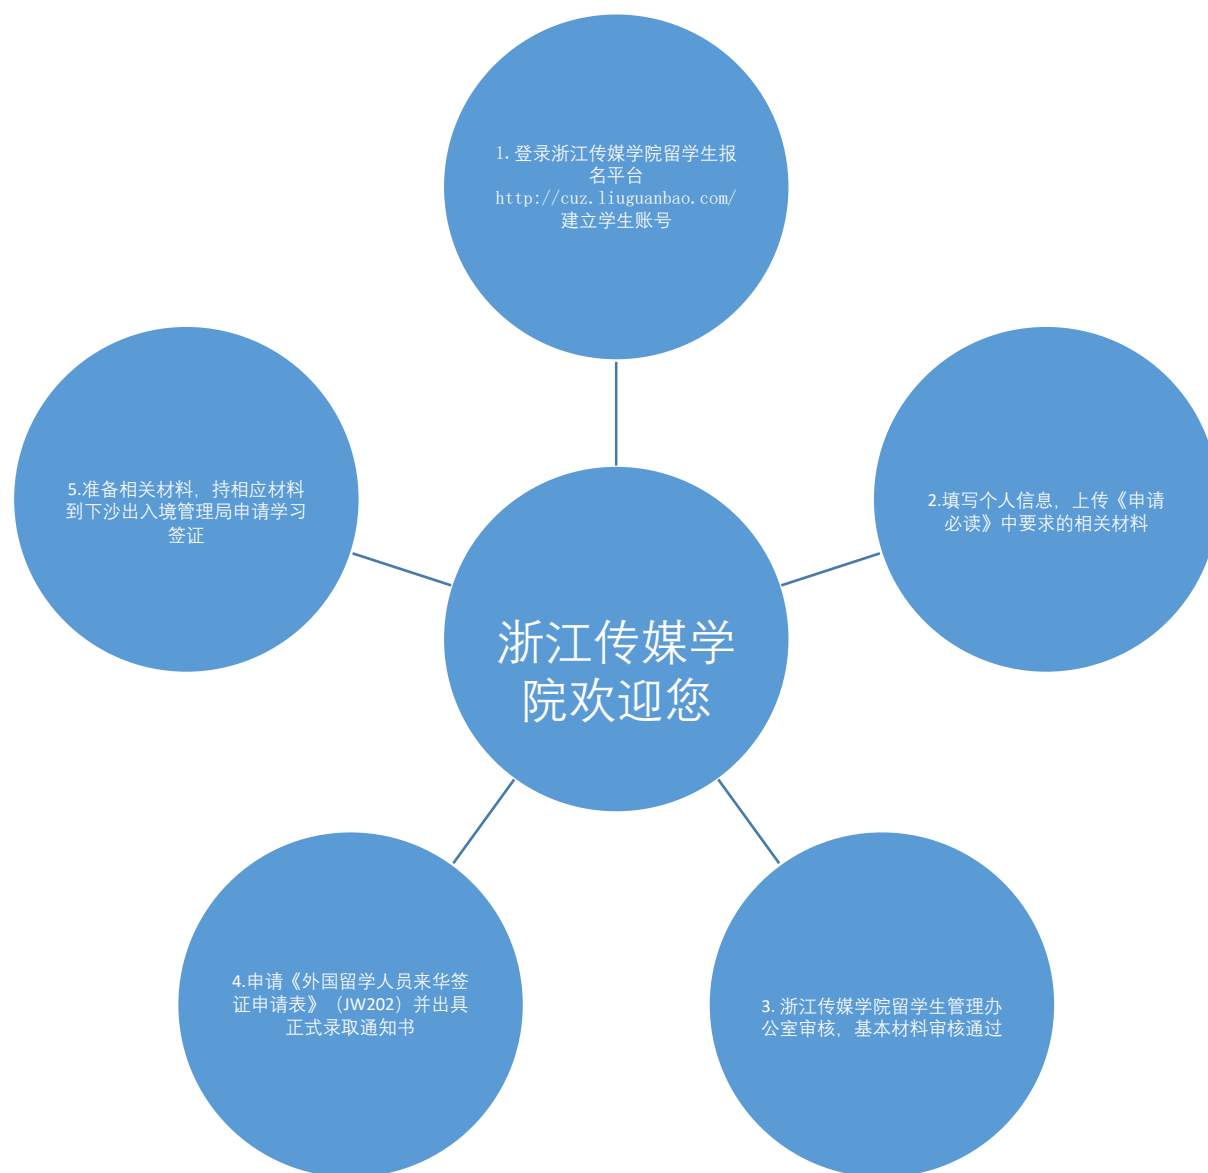 1. 登录浙江传媒学院留学生报
名平台
http://cuz.liuguanbao.com/
建立学生账号
2.填写个人信息，上传《申请
必读》中要求的相关材料
3. 浙江传媒学院留学生管理办
公室审核，基本材料审核通过
4.申请《外国留学人员来华签
证申请表》（JW202）并出具
正式录取通知书
5.准备相关材料，持相应材料
到下沙出入境管理局申请学习
签证
浙江传媒学
院欢迎您